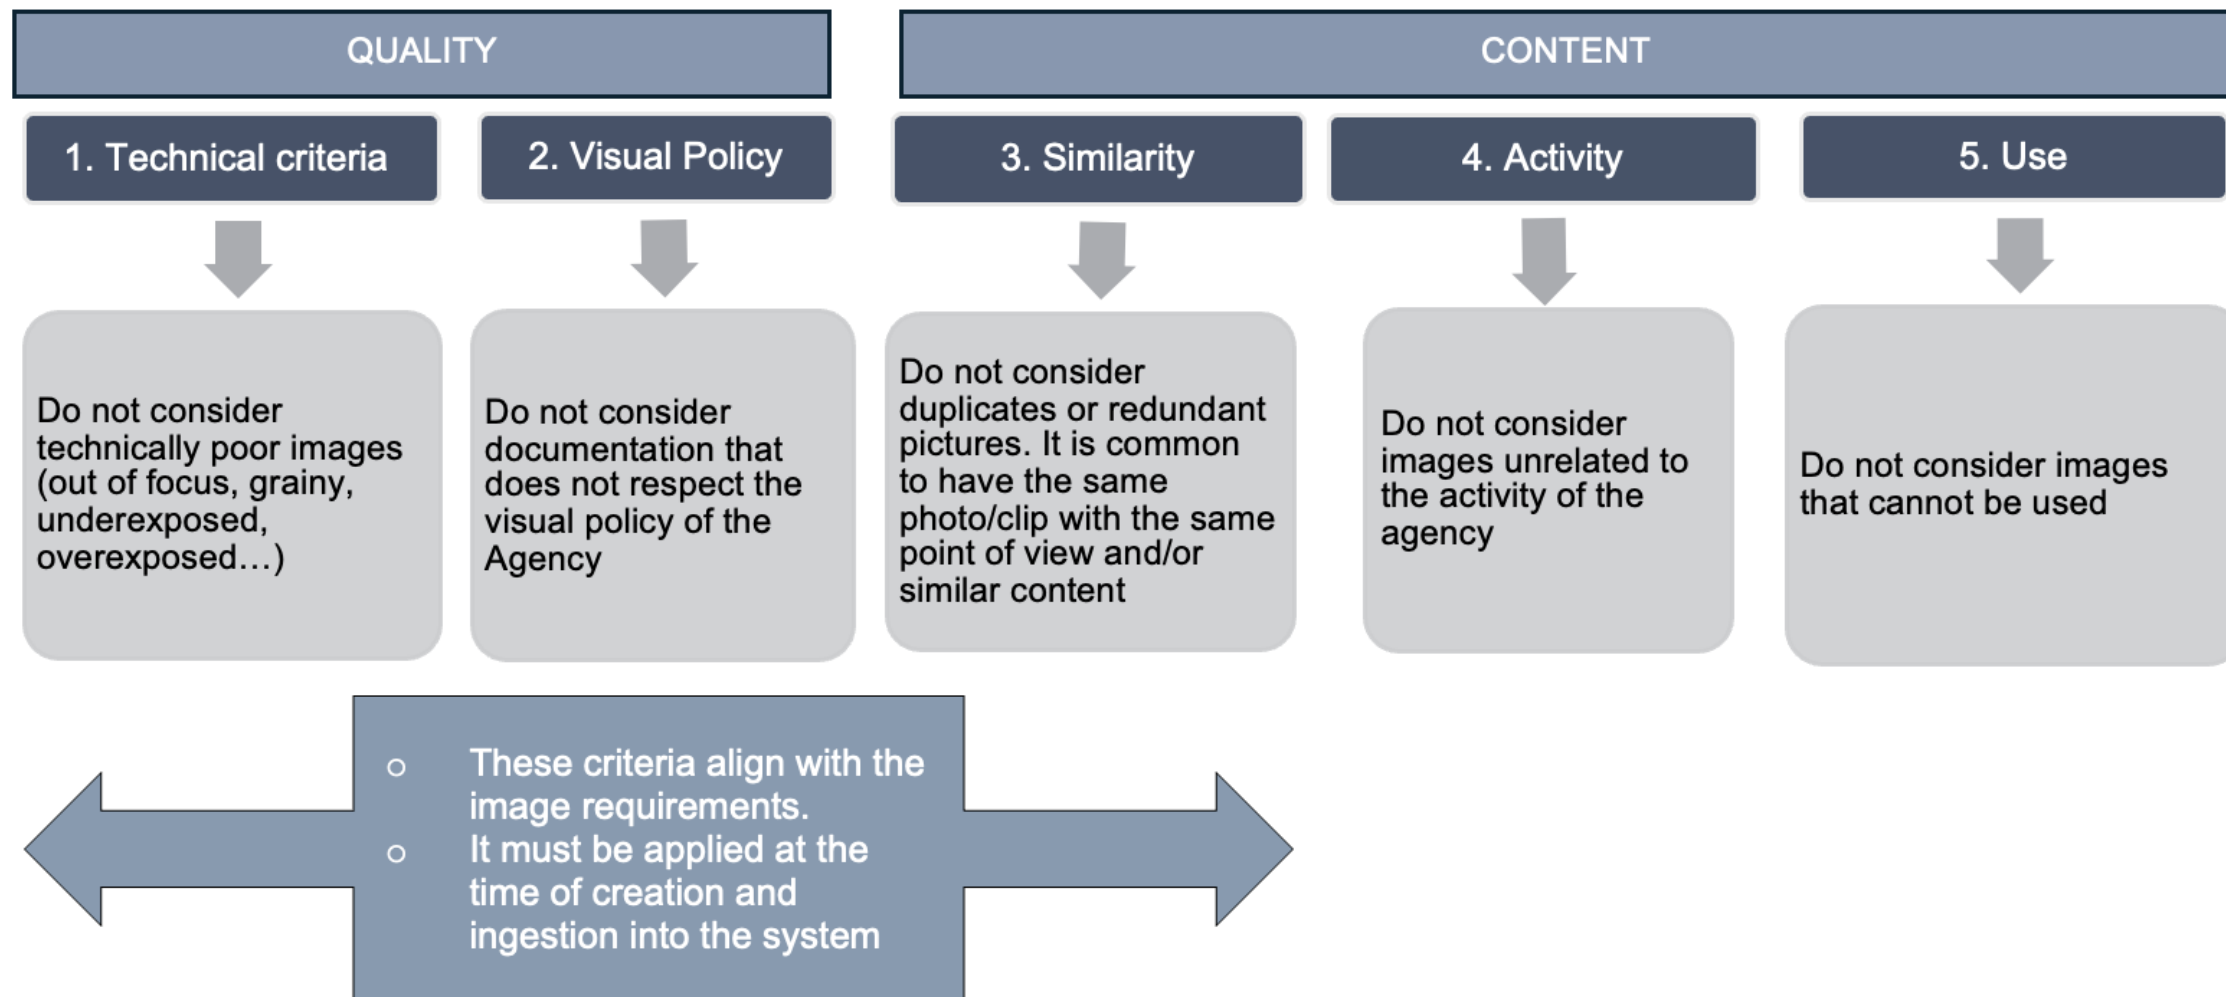 QUALITY
CONTENT
1. Technical criteria
2. Visual Policy
3. Similarity
4. Activity
5. Use
Do not consider
technically poor images
(out of focus, grainy,
underexposed,
overexposed...)
Do not consider
documentation that
does not respect the
visual policy of the
Agency
Do not consider
duplicates or redundant
pictures. It is common
to have the same
photo/clip with the same
point of view and/or
similar content
Do not consider
images unrelated to
the activity of the
agency
Do not consider images
that cannot be used
○ These criteria align with the
image requirements.
○ It must be applied at the
time of creation and
ingestion into the system